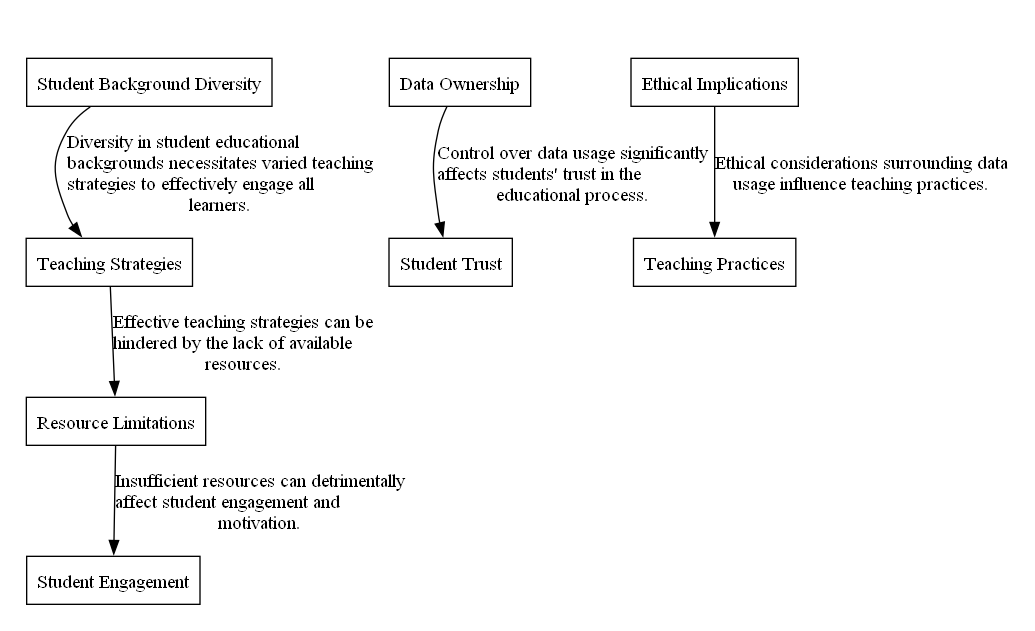 Student Background Diversity
Data Ownership
Ethical Implications
Diversity in student educational
backgrounds necessitates varied teaching
strategies to effectively engage all
learners.
Control over data usage significantly
affects students' trust in the
educational process.
Ethical considerations surrounding data
usage influence teaching practices.
Teaching Strategies
Student Trust
Teaching Practices
Effective teaching strategies can be
hindered by the lack of available
resources.
Resource Limitations
Insufficient resources can detrimentally
affect student engagement and
motivation.
Student Engagement